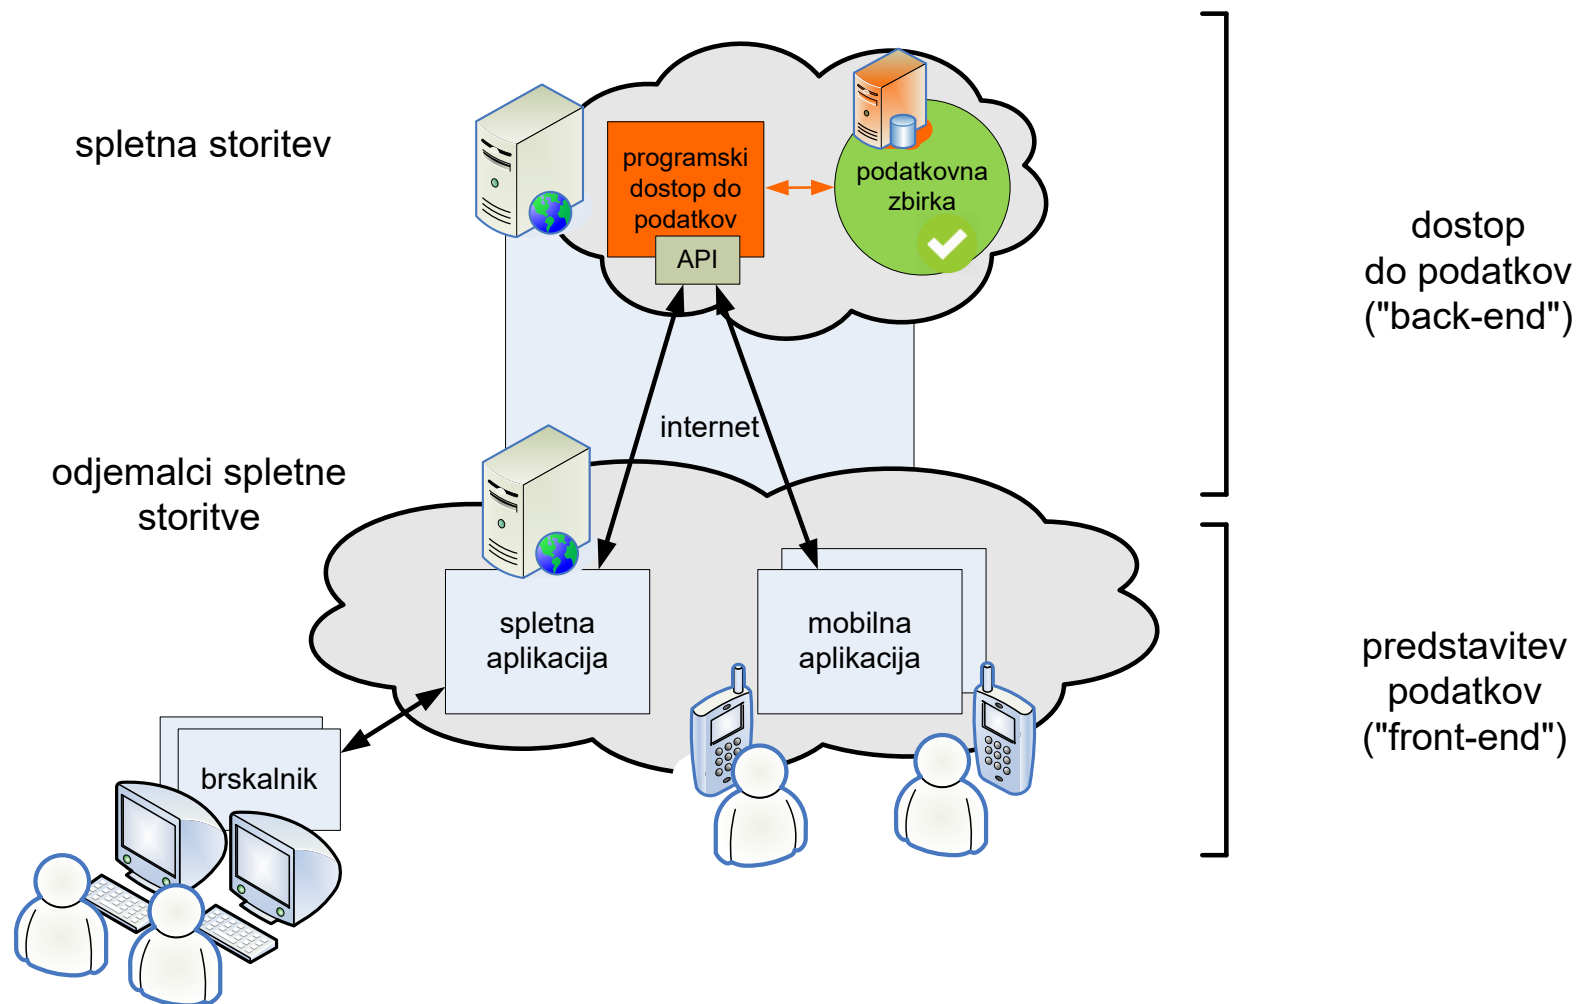 spletna storitev
programski
dostop do
podatkov
API
podatkovna
zbirka
dostop
do podatkov
("back-end")
internet
odjemalci spletne
storitve
spletna
aplikacija
mobilna
aplikacija
predstavitev
podatkov
("front-end")
brskalnik